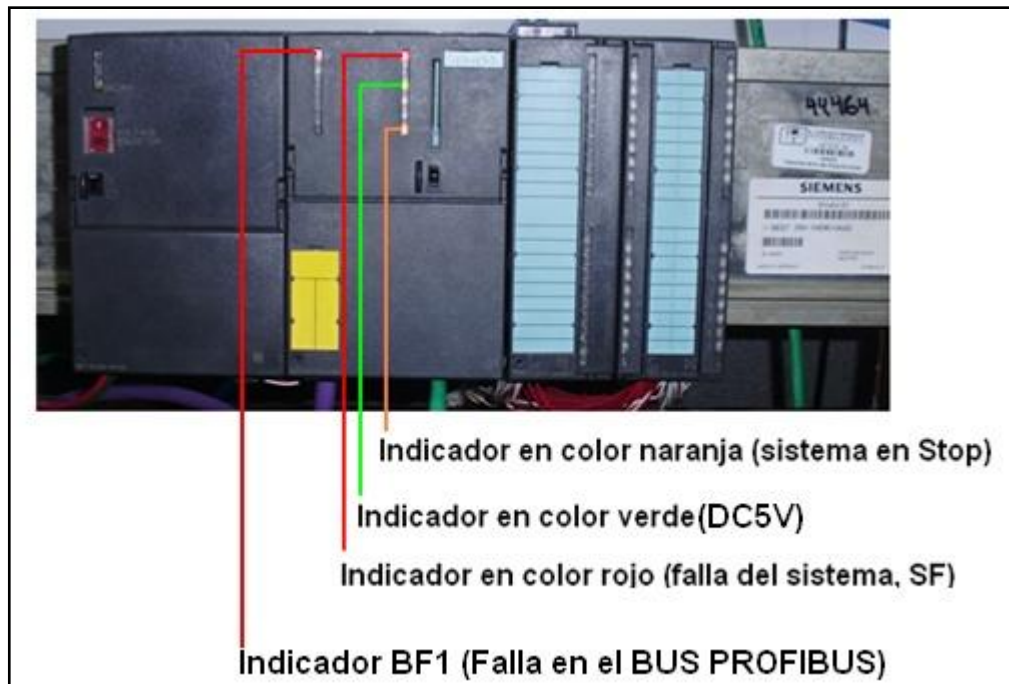 44464
SIEMENS
Indicador en color naranja (sistema en Stop)
Indicador en color verde(DC5V)
Indicador en color rojo (falla del sistema, SF)
Indicador BF1 (Falla en el BUS PROFIBUS)